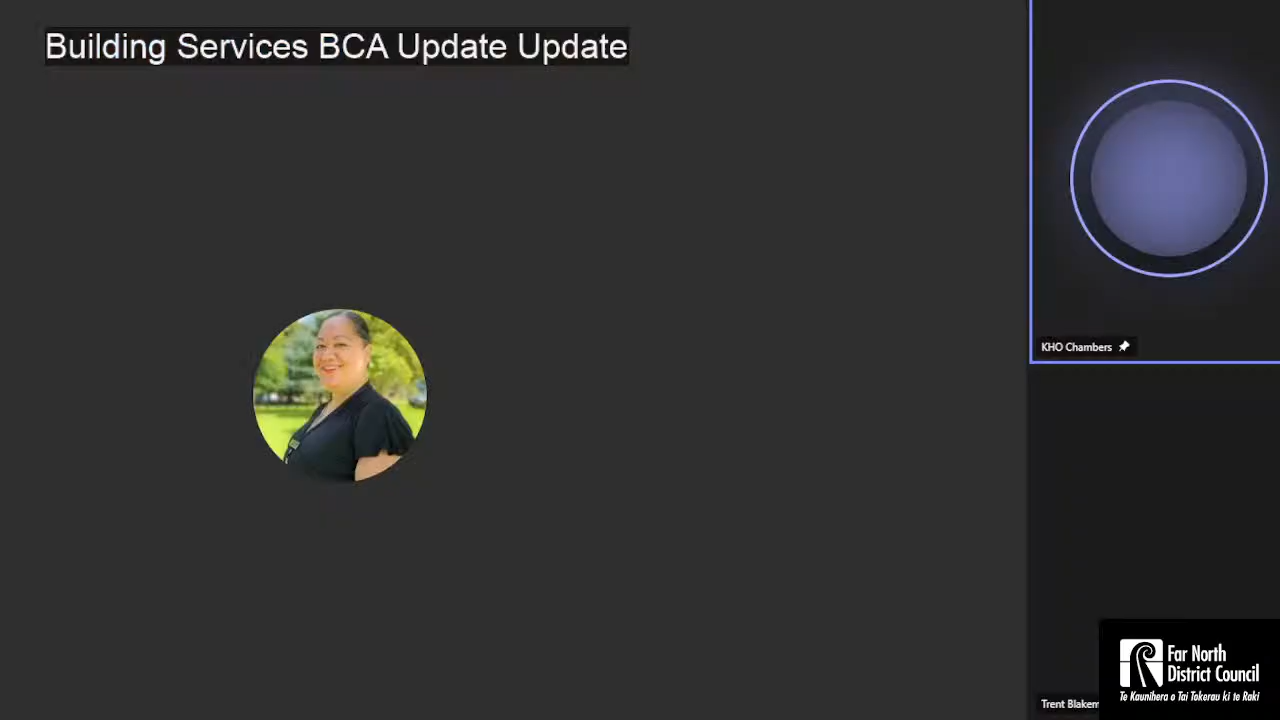 Building Services BCA Update Update
KHO Chambers
Trent Blakem
Far North
District Council
Te Kaunihera o Tai Tokerau ki te Raki